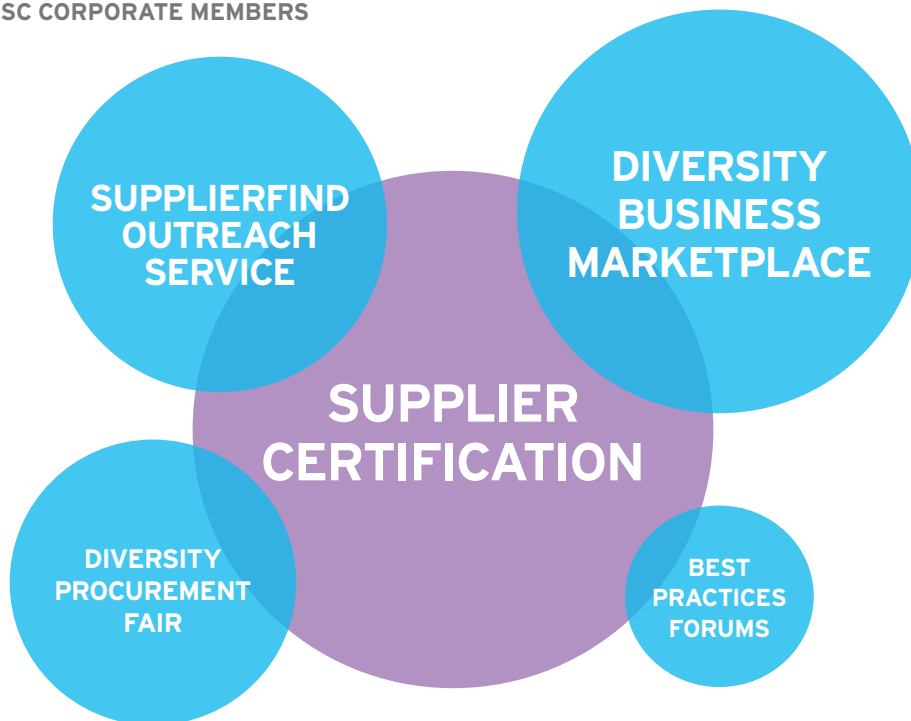 SC CORPORATE MEMBERS
SUPPLIERFIND
OUTREACH
SERVICE
DIVERSITY
BUSINESS
MARKETPLACE
SUPPLIER
CERTIFICATION
DIVERSITY
PROCUREMENT
FAIR
BEST
PRACTICES
FORUMS